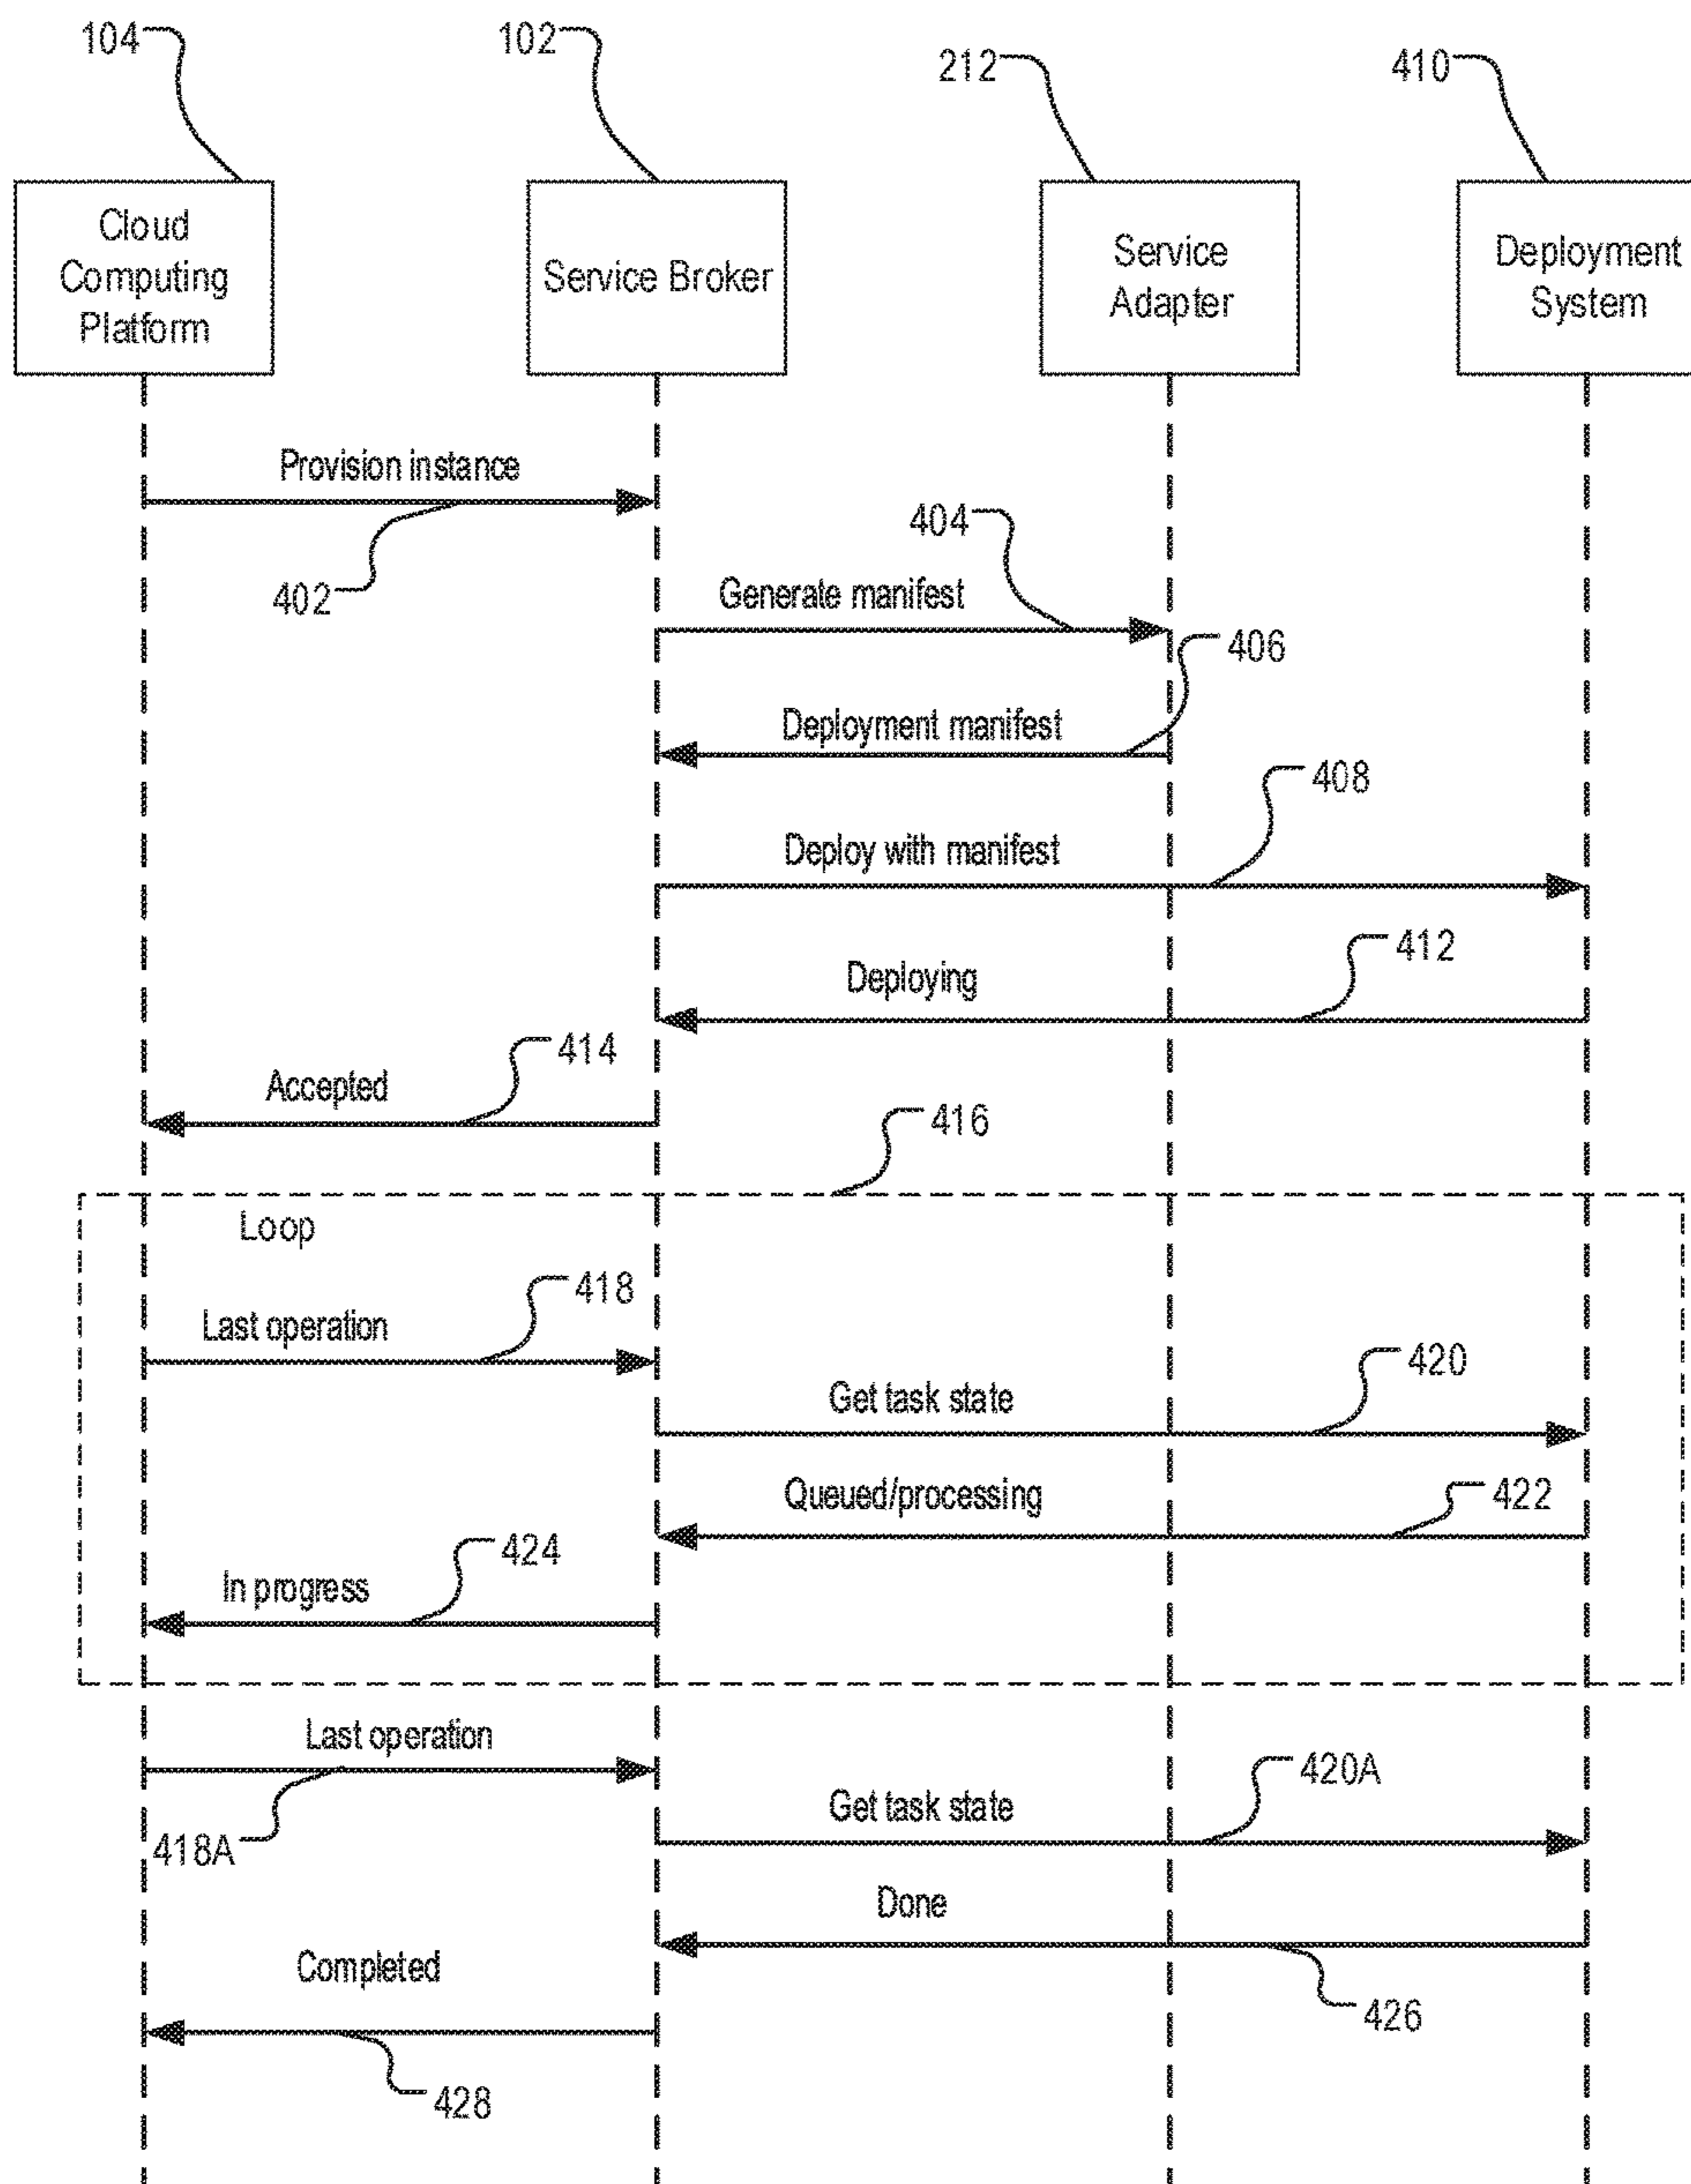 104
102
212
410
Cloud
Computing
Platform
Service Broker
Service
Adapter
Deployment
System
Provision instance
402
404
Generate manifest
406
Deployment manifest
408
Deploy with manifest
412
Deploying
414
Accepted
416
Loop
418
Last operation
420
Get task state
422
Queued/processing
424
In progress
Last operation
418A
420A
Get task state
Done
426
Completed
428